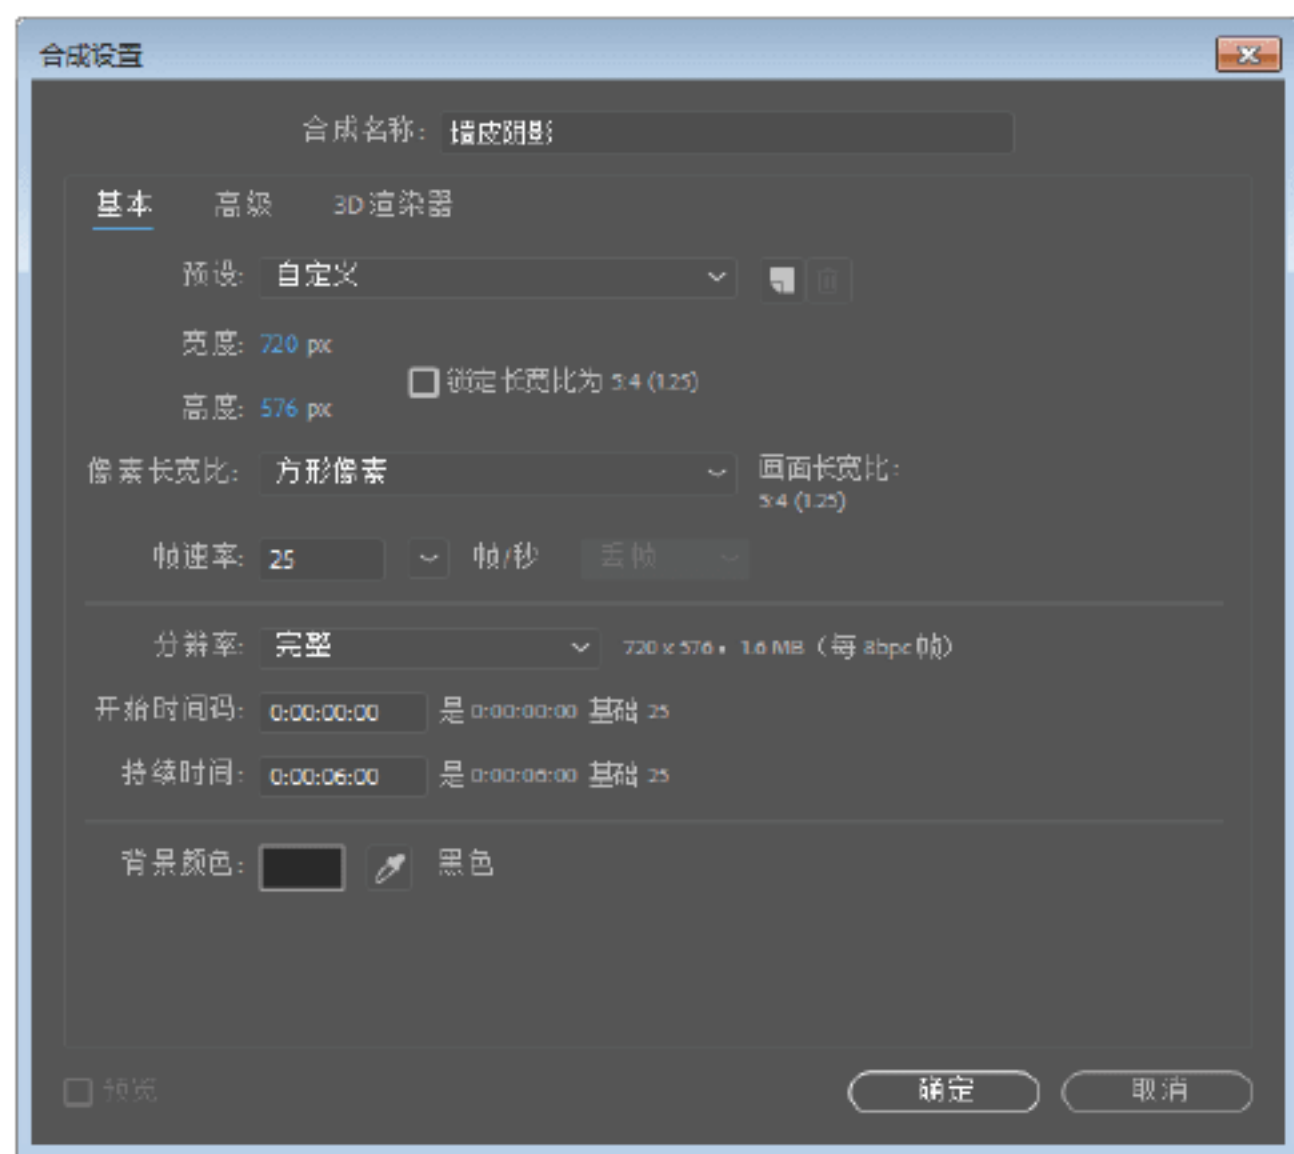 合成设置
合成名称: 墙皮阴影
基本 高级 3D 渲染器
预设: 自定义
宽度: 720 px
锁定长宽比为 5:4 (1.25)
高度: 576 px
像素长宽比: 方形像素 画面长宽比:
5:4 (1.25)
帧速率: 25 帧/秒 丢帧
分辨率: 完整 720 x 576，1.6 MB（每 8bpc 帧）
开始时间码: 0:00:00:00 是 0:00:00:00 基础 25
持续时间: 0:00:06:00 是 0:00:06:00 基础 25
背景颜色: 黑色
预览 确定 取消